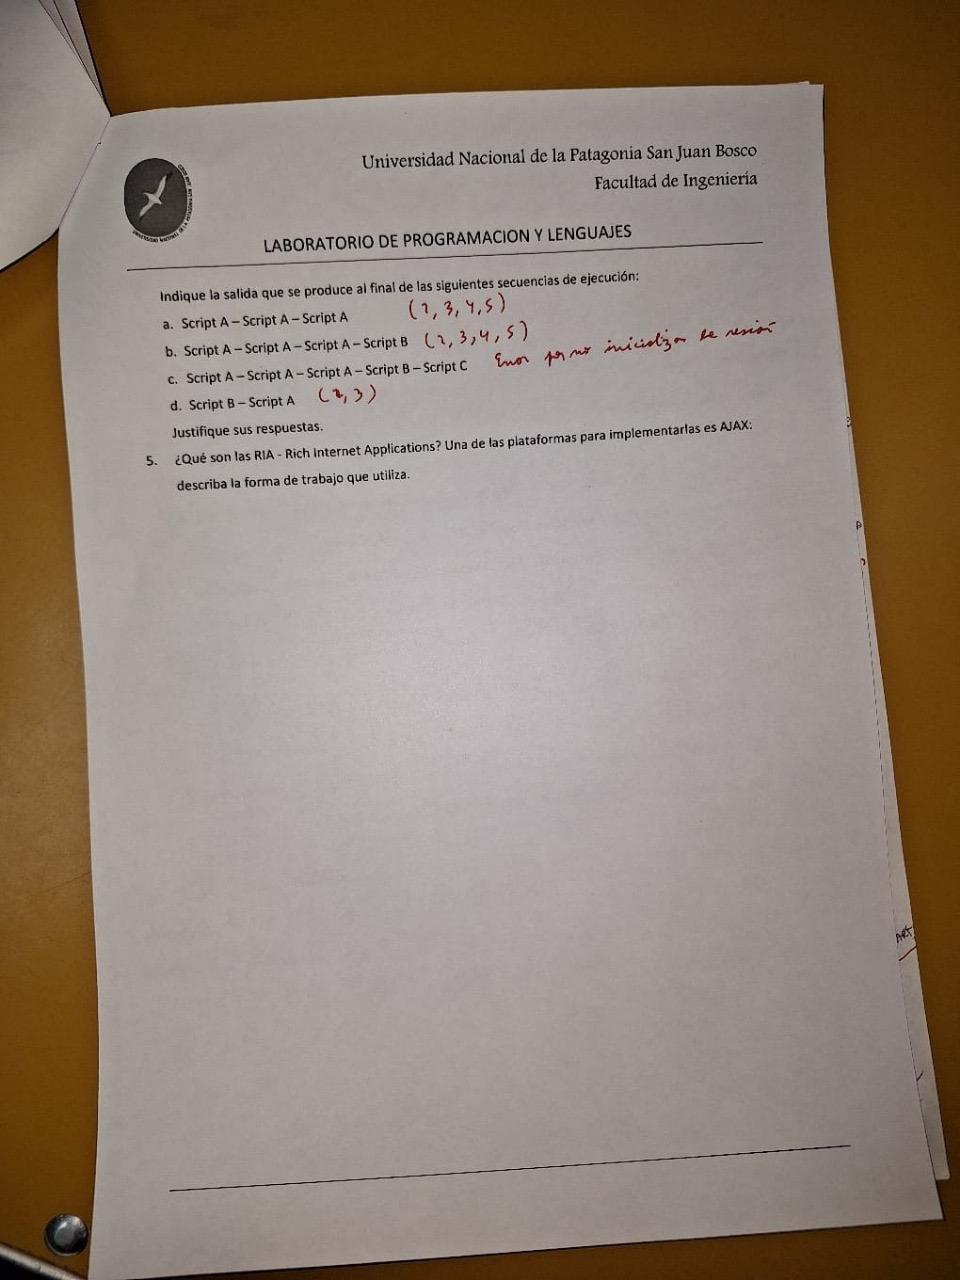 Universidad Nacional de la Patagonia San Juan Bosco
Facultad de Ingeniería
LABORATORIO DE PROGRAMACION Y LENGUAJES
Indique la salida que se produce al final de las siguientes secuencias de ejecución:
a. Script A – Script A – Script A (2, 3, 4, 5)
b. Script A – Script A – Script A – Script B (2, 3, 4, 5)
c. Script A – Script A – Script A – Script B – Script C Error por no inicializar la sesión
d. Script B – Script A (2, 3)
Justifique sus respuestas.
5. ¿Qué son las RIA - Rich Internet Applications? Una de las plataformas para implementarlas es AJAX:
describa la forma de trabajo que utiliza.